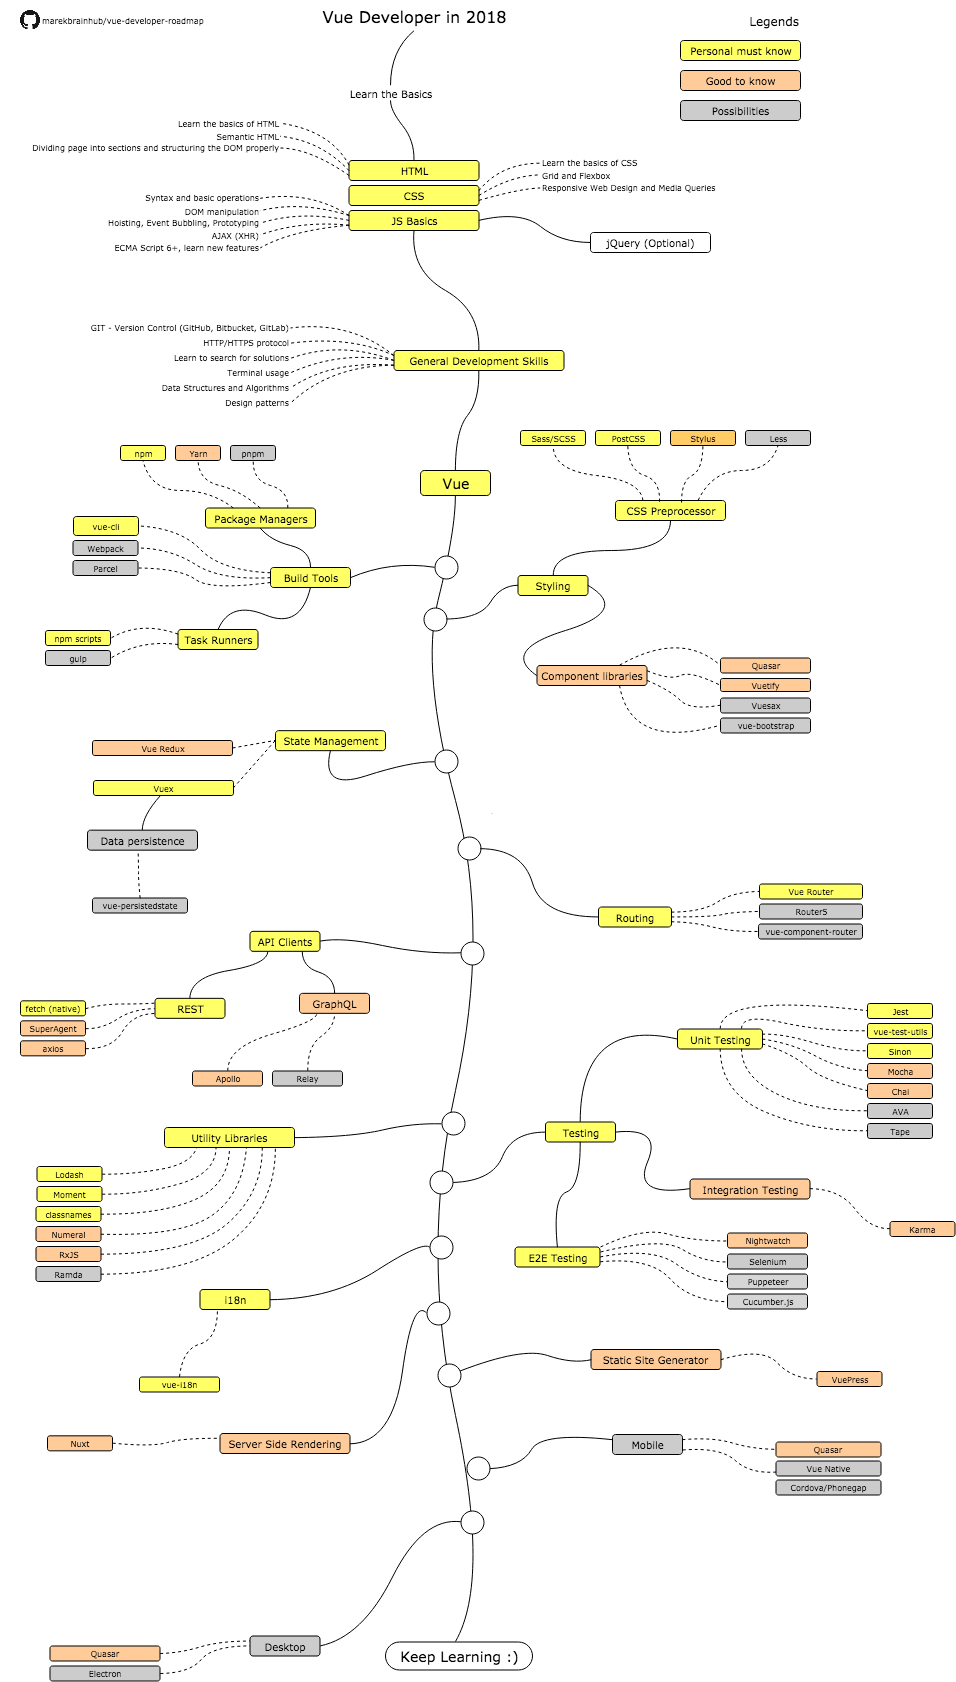 marekbrainhub/vue-developer-roadmap
Vue Developer in 2018
Legends
Personal must know
Good to know
Possibilities
Learn the Basics
Learn the basics of HTML
Semantic HTML
Dividing page into sections and structuring the DOM properly
HTML
CSS
JS Basics
Learn the basics of CSS
Grid and Flexbox
Responsive Web Design and Media Queries
Syntax and basic operations
DOM manipulation
Hoisting, Event Bubbling, Prototyping
AJAX (XHR)
ECMA Script 6+, learn new features
jQuery (Optional)
GIT - Version Control (GitHub, Bitbucket, GitLab)
HTTP/HTTPS protocol
Learn to search for solutions
Terminal usage
Data Structures and Algorithms
Design patterns
General Development Skills
Vue
npm
Yarn
pnpm
Package Managers
vue-cli
Webpack
Parcel
Build Tools
npm scripts
gulp
Task Runners
Sass/SCSS
PostCSS
Stylus
Less
CSS Preprocessor
Styling
Component libraries
Quasar
Vuetify
Vuesax
vue-bootstrap
State Management
Vue Redux
Vuex
Data persistence
vue-persistedstate
Routing
Vue Router
Router5
vue-component-router
API Clients
REST
GraphQL
fetch (native)
SuperAgent
axios
Apollo
Relay
Unit Testing
Jest
vue-test-utils
Sinon
Mocha
Chai
AVA
Tape
Testing
Integration Testing
Karma
E2E Testing
Nightwatch
Selenium
Puppeteer
Cucumber.js
Utility Libraries
Lodash
Moment
classnames
Numeral
RxJS
Ramda
i18n
vue-i18n
Static Site Generator
VuePress
Server Side Rendering
Nuxt
Mobile
Quasar
Vue Native
Cordova/Phonegap
Desktop
Quasar
Electron
Keep Learning :)